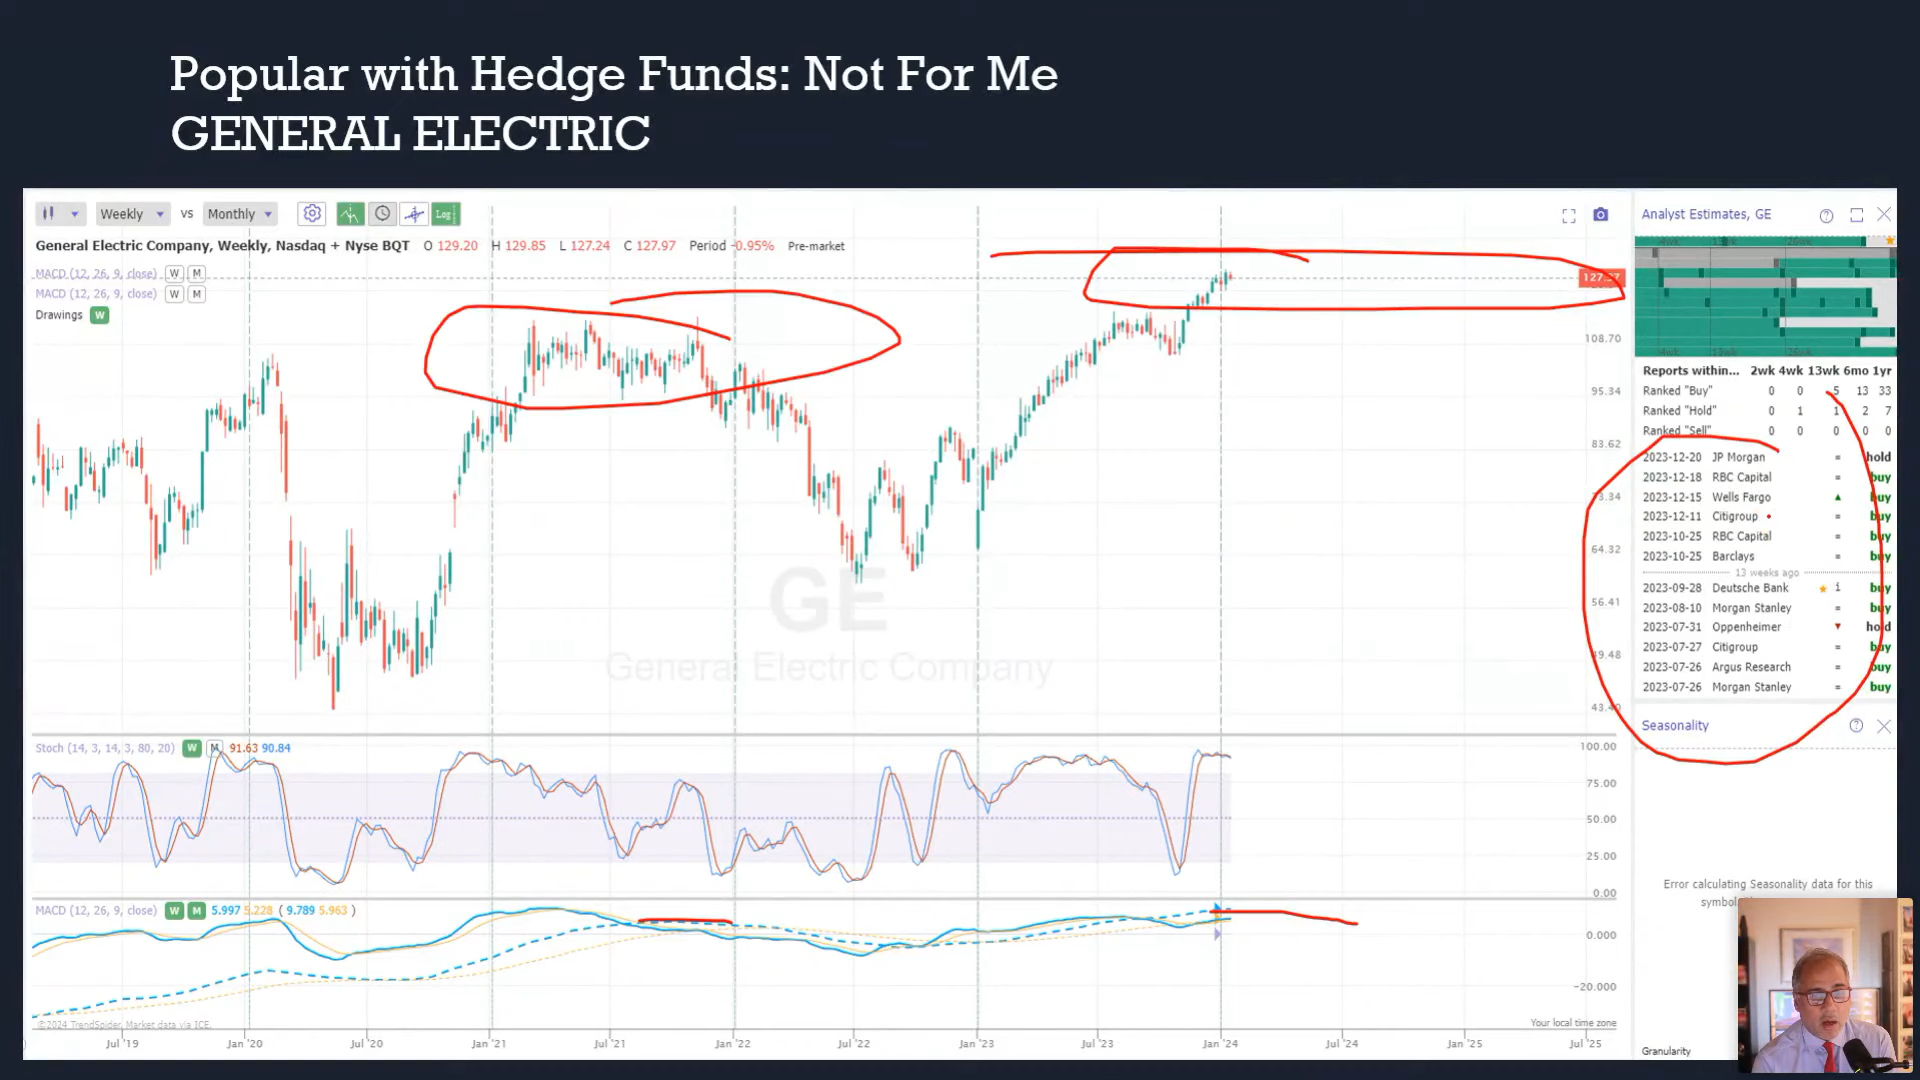 Popular with Hedge Funds: Not For Me
GENERAL ELECTRIC
Weekly vs Monthly Log
General Electric Company, Weekly, Nasdaq + Nyse BQT O 129.20 H 129.85 L 127.24 C 127.97 Period -0.95% Pre-market
MACD (12, 26, 9, close) W M
MACD (12, 26, 9, close) W M
Drawings W
108.70
95.34
83.62
73.34
64.32
56.41
49.48
43.40
GE
General Electric Company
Stoch (14, 3, 14, 3, 80, 20) W M 91.63 90.84
100.00
75.00
50.00
25.00
0.00
MACD (12, 26, 9, close) W M 5.997 5.228 ( 9.789 5.963 )
0.000
-20.000
©2024 TrendSpider, Market data via ICE.
Your local time zone
Jul '19 Jan '20 Jul '20 Jan '21 Jul '21 Jan '22 Jul '22 Jan '23 Jul '23 Jan '24 Jul '24 Jan '25 Jul '25
Analyst Estimates, GE
Reports within... 2wk 4wk 13wk 6mo 1yr
Ranked "Buy" 0 0 5 13 33
Ranked "Hold" 0 1 1 2 7
Ranked "Sell" 0 0 0 0 0
2023-12-20 JP Morgan = hold
2023-12-18 RBC Capital = buy
2023-12-15 Wells Fargo ▲ buy
2023-12-11 Citigroup = buy
2023-10-25 RBC Capital = buy
2023-10-25 Barclays = buy
13 weeks ago
2023-09-28 Deutsche Bank ★ i buy
2023-08-10 Morgan Stanley = buy
2023-07-31 Oppenheimer ▼ hold
2023-07-27 Citigroup = buy
2023-07-26 Argus Research = buy
2023-07-26 Morgan Stanley = buy
Seasonality
Error calculating Seasonality data for this
Granularity